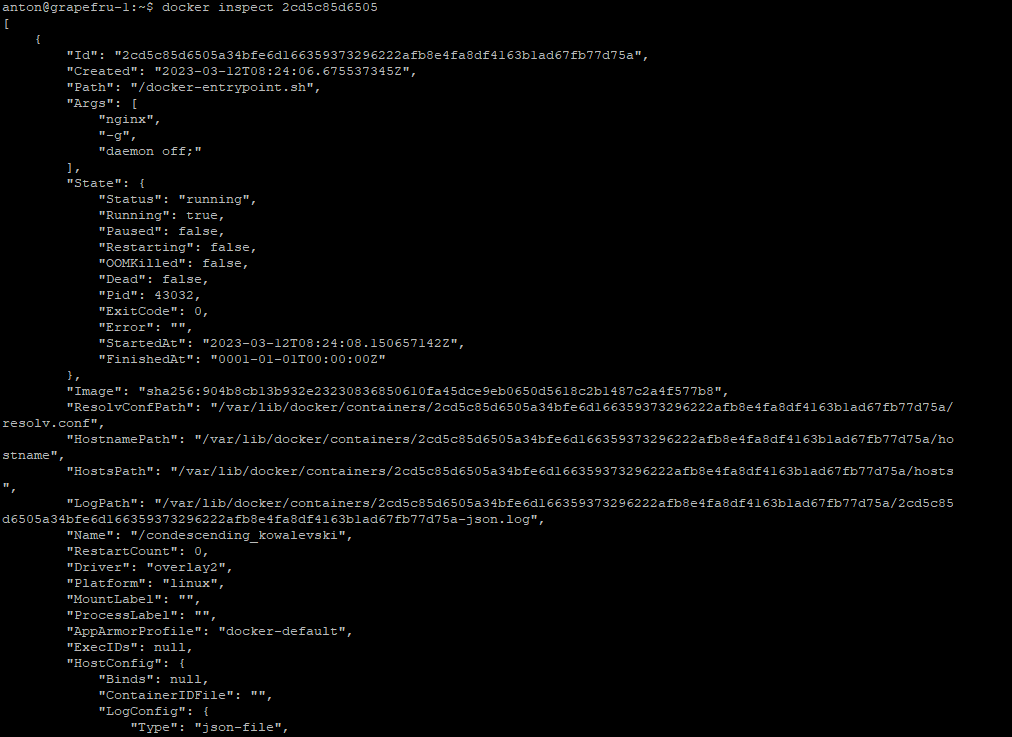 anton@grapefru-1:~$ docker inspect 2cd5c85d6505
[
    {
        "Id": "2cd5c85d6505a34bfe6d166359373296222afb8e4fa8df4163b1ad67fb77d75a",
        "Created": "2023-03-12T08:24:06.675537345Z",
        "Path": "/docker-entrypoint.sh",
        "Args": [
            "nginx",
            "-g",
            "daemon off;"
        ],
        "State": {
            "Status": "running",
            "Running": true,
            "Paused": false,
            "Restarting": false,
            "OOMKilled": false,
            "Dead": false,
            "Pid": 43032,
            "ExitCode": 0,
            "Error": "",
            "StartedAt": "2023-03-12T08:24:08.150657142Z",
            "FinishedAt": "0001-01-01T00:00:00Z"
        },
        "Image": "sha256:904b8cb13b932e23230836850610fa45dce9eb0650d5618c2b1487c2a4f577b8",
        "ResolvConfPath": "/var/lib/docker/containers/2cd5c85d6505a34bfe6d166359373296222afb8e4fa8df4163b1ad67fb77d75a/
resolv.conf",
        "HostnamePath": "/var/lib/docker/containers/2cd5c85d6505a34bfe6d166359373296222afb8e4fa8df4163b1ad67fb77d75a/ho
stname",
        "HostsPath": "/var/lib/docker/containers/2cd5c85d6505a34bfe6d166359373296222afb8e4fa8df4163b1ad67fb77d75a/hosts
",
        "LogPath": "/var/lib/docker/containers/2cd5c85d6505a34bfe6d166359373296222afb8e4fa8df4163b1ad67fb77d75a/2cd5c85
d6505a34bfe6d166359373296222afb8e4fa8df4163b1ad67fb77d75a-json.log",
        "Name": "/condescending_kowalevski",
        "RestartCount": 0,
        "Driver": "overlay2",
        "Platform": "linux",
        "MountLabel": "",
        "ProcessLabel": "",
        "AppArmorProfile": "docker-default",
        "ExecIDs": null,
        "HostConfig": {
            "Binds": null,
            "ContainerIDFile": "",
            "LogConfig": {
                "Type": "json-file",